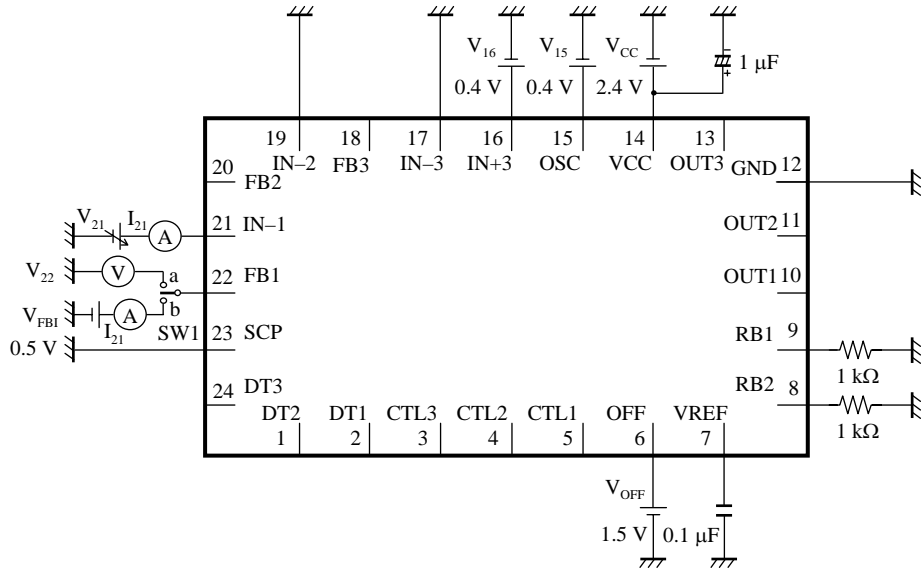 V16
V15
VCC
1 μF
–
+
0.4 V
0.4 V
2.4 V
19
18
17
16
15
14
13
IN–2
FB3
IN–3
IN+3
OSC
VCC
OUT3
20
FB2
GND
12
V21
I21
A
21
IN–1
OUT2
11
V22
V
a
22
FB1
OUT1
10
b
VFBI
A
I21
SW1
23
SCP
RB1
9
0.5 V
1 kΩ
24
DT3
RB2
8
1 kΩ
DT2
DT1
CTL3
CTL2
CTL1
OFF
VREF
1
2
3
4
5
6
7
VOFF
1.5 V
0.1 μF